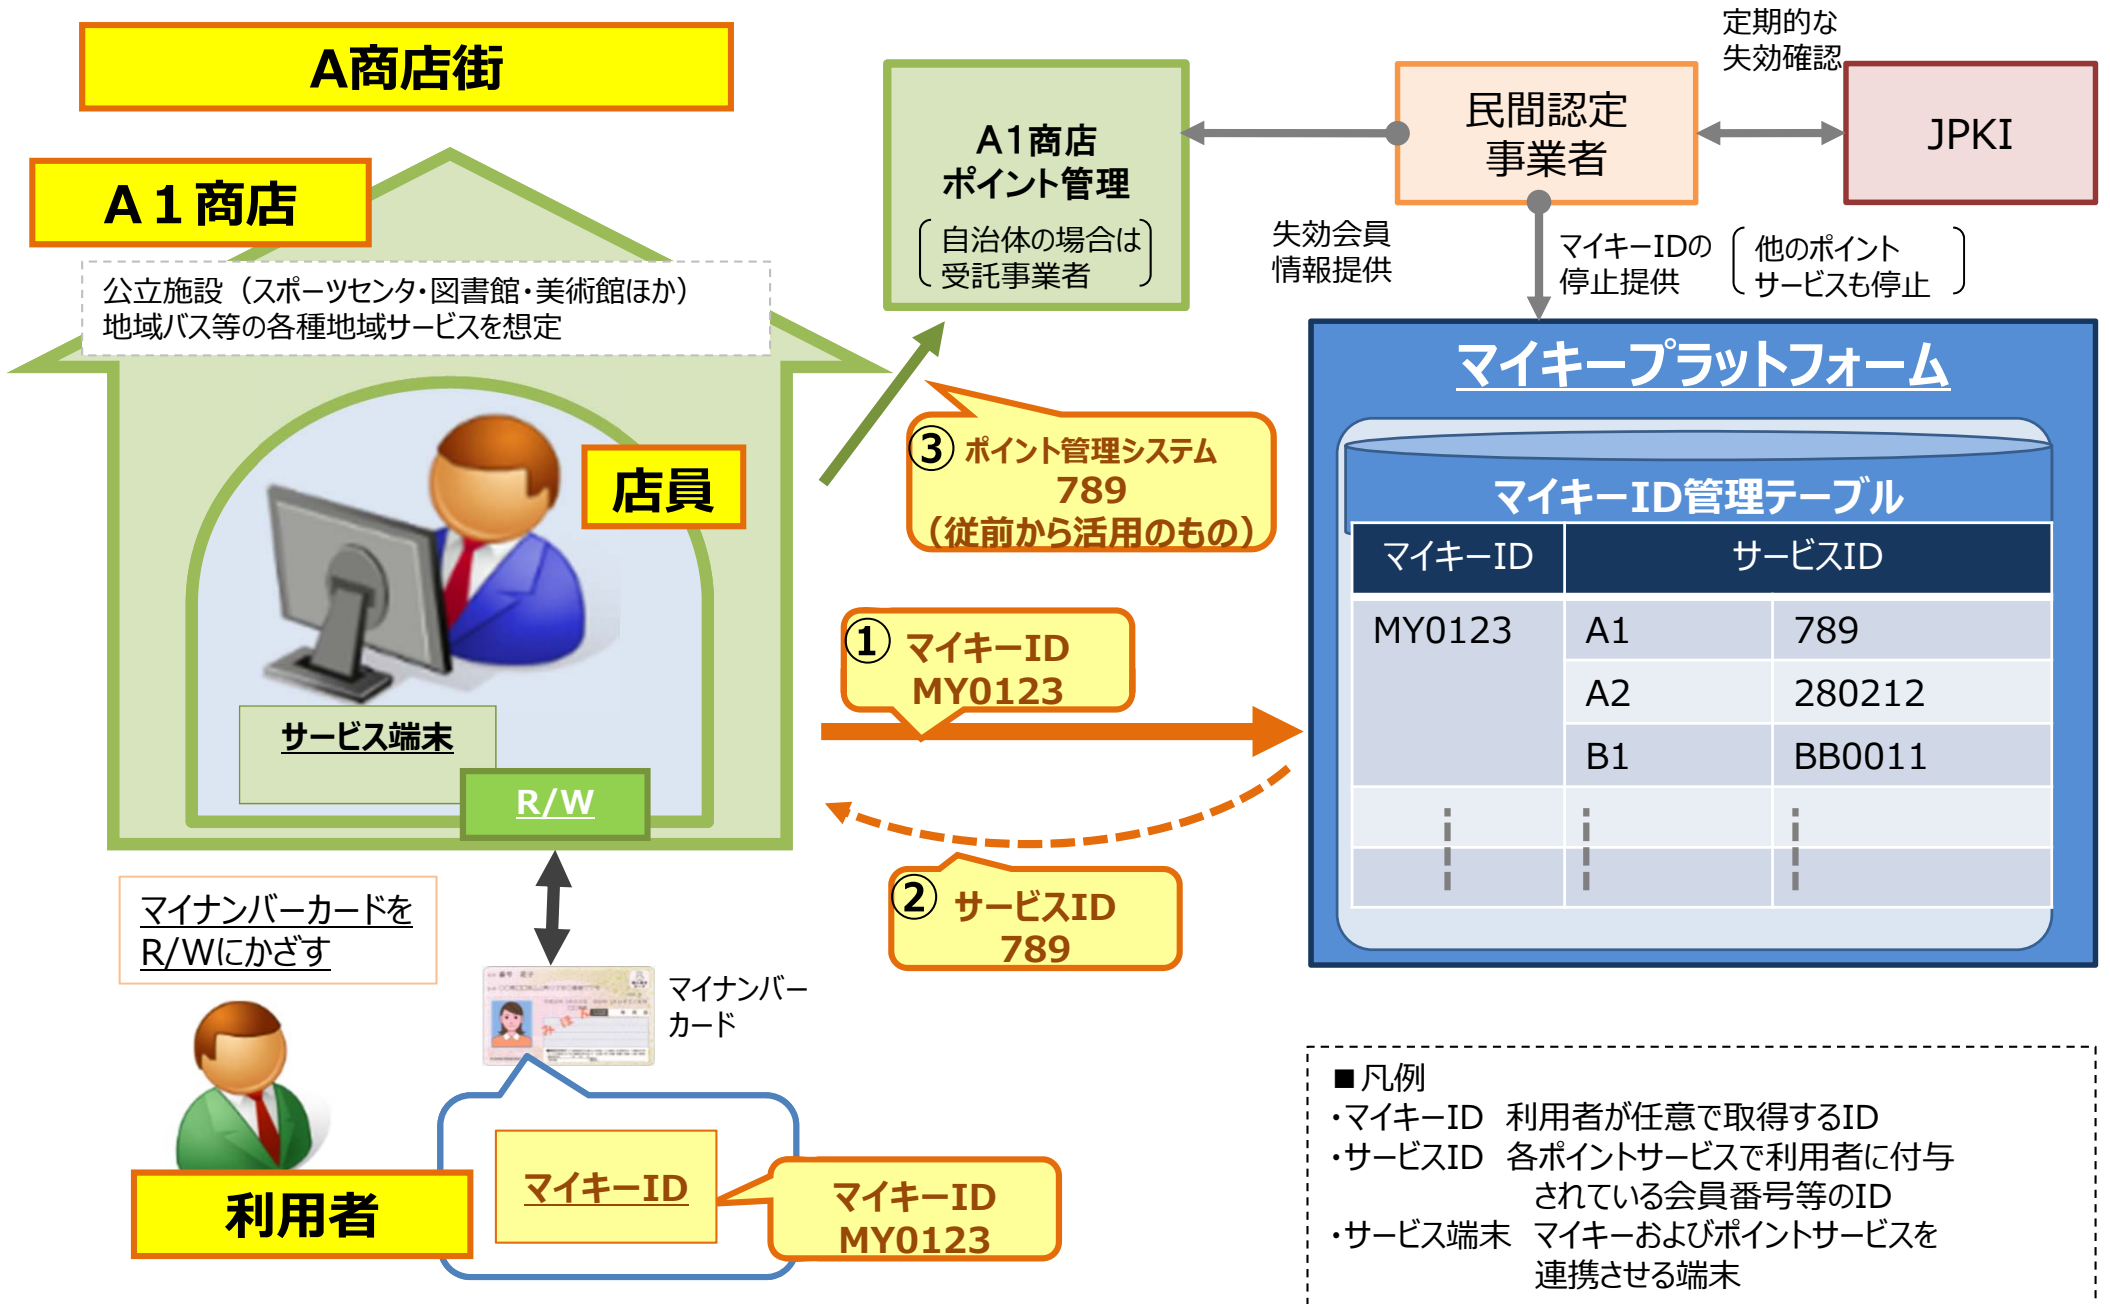 A商店街
A１商店
公立施設（スポーツセンタ・図書館・美術館ほか）
地域バス等の各種地域サービスを想定
店員
サービス端末
R/W
マイナンバーカードを
R/Wにかざす
マイナンバー
カード
利用者
マイキーID
マイキーID
MY0123
A1商店
ポイント管理
自治体の場合は
受託事業者
民間認定
事業者
定期的な
失効確認
JPKI
失効会員
情報提供
マイキーIDの
停止提供
他のポイント
サービスも停止
③ ポイント管理システム
789
（従前から活用のもの）
① マイキーID
MY0123
② サービスID
789
マイキープラットフォーム
マイキーID管理テーブル
マイキーID サービスID
MY0123 A1 789
A2 280212
B1 BB0011
番号 花子
みほん
■凡例
・マイキーID 利用者が任意で取得するID
・サービスID 各ポイントサービスで利用者に付与
されている会員番号等のID
・サービス端末 マイキーおよびポイントサービスを
連携させる端末